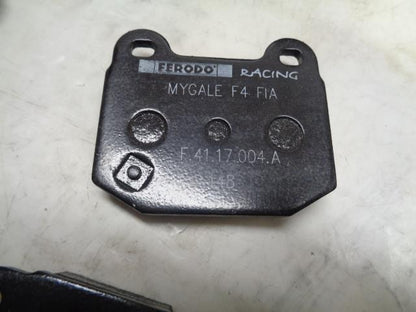 FERODO RACING
MYGALE F4 FIA
F.41.17.004.A